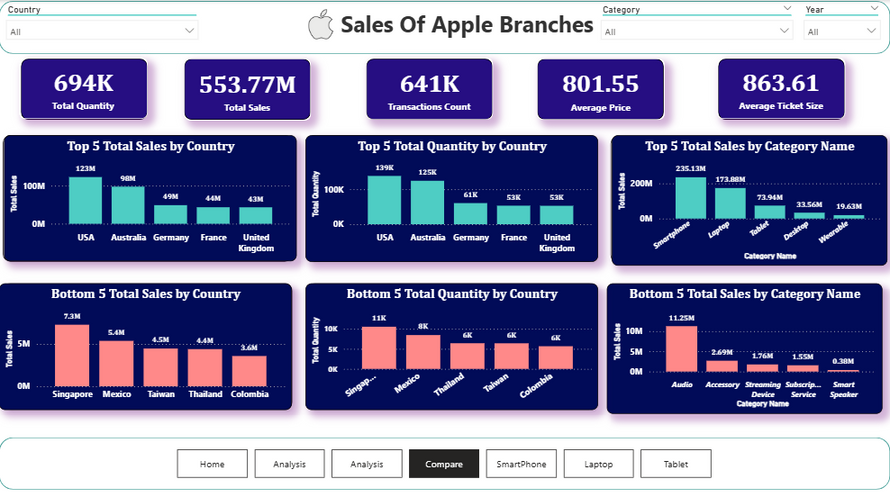 Country
All
Sales Of Apple Branches
Category
All
Year
All
694K
Total Quantity
553.77M
Total Sales
641K
Transactions Count
801.55
Average Price
863.61
Average Ticket Size
Top 5 Total Sales by Country
Total Sales
100M
0M
123M
98M
49M
44M
43M
USA
Australia
Germany
France
United
Kingdom
Top 5 Total Quantity by Country
Total Quantity
100K
0K
139K
125K
61K
53K
53K
USA
Australia
Germany
France
United
Kingdom
Top 5 Total Sales by Category Name
Total Sales
200M
0M
235.13M
173.88M
73.94M
33.56M
19.63M
Smartphone
Laptop
Tablet
Desktop
Wearable
Category Name
Bottom 5 Total Sales by Country
Total Sales
5M
0M
7.3M
5.4M
4.5M
4.4M
3.6M
Singapore
Mexico
Taiwan
Thailand
Colombia
Bottom 5 Total Quantity by Country
Total Quantity
10K
5K
0K
11K
8K
6K
6K
6K
Singap...
Mexico
Thailand
Taiwan
Colombia
Bottom 5 Total Sales by Category Name
Total Sales
10M
5M
0M
11.25M
2.69M
1.76M
1.55M
0.38M
Audio
Accessory
Streaming
Device
Subscrip...
Service
Smart
Speaker
Category Name
Home
Analysis
Analysis
Compare
SmartPhone
Laptop
Tablet